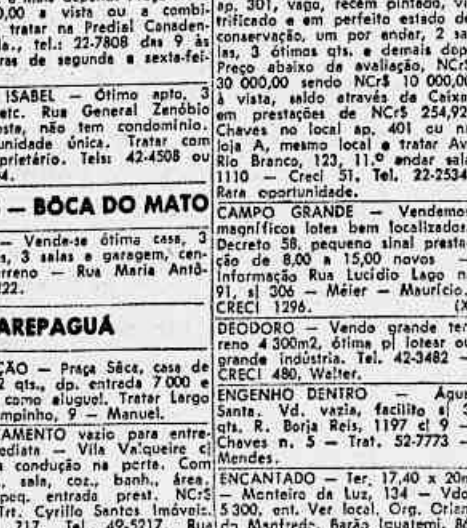 0,00 a vista ou a combi-
tratar na Predial Canaden-
tel.: 22-7808 das 9 às
ras de segunda a sexta-fei-
ISABEL — Ótimo apto, 3
etc. Rua General Zenóbio
não tem condomínio.
unidade única. Tratar com
prietário. Tels: 42-4508 ou
4.
— BÔCA DO MATO
— Vende-se ótima casa, 3
s, 3 salas e garagem, cen-
rreno — Rua Maria Antô-
22.
AREPAGUÁ
ÇÃO — Praça Sêca, casa de
2 qts., dp. entrada 7 000 e
como aluguel. Tratar Largo
mpinho, 9 — Manuel.
AMENTO vazio para entre-
ediata — Vila Valqueire c|
condução na porta. Com
sala, coz., banh., área.
peq. entrada prest. NCr$
Trt. Cyrillo Santos Imóveis.
217. Tel. 49-5217. Rua
ap. 301, vago, recém pintado, vi
trificado e em perfeito estado de
conservação, um por andar, 2 sa
las, 3 ótimos qts. e demais dep
Preço abaixo da avaliação, NCr$
30 000,00 sendo NCr$ 10 000,0
à vista, saldo através da Caixa
em prestações de NCr$ 254,92
Chaves no local ap. 401 ou na
loja A, mesmo local e tratar Av
Rio Branco, 123, 11.º andar sala
1110 — Creci 51. Tel. 22-2534
Rara oportunidade.
CAMPO GRANDE — Vendemos
magníficos lotes bem localizados
Decreto 58, pequeno sinal presta
ção de 8,00 a 15,00 novos —
Informação Rua Lucídio Lago n
91, s| 306 — Méier — Maurício.
CRECI 1296. (X
DEODORO — Vendo grande ter
reno 4 300m2, ótima p| lotear ou
grande indústria. Tel. 42-3482 —
CRECI 480, Walter.
ENGENHO DENTRO — Água
Santa. Vd. vazia, facilito s| 3
qts. R. Borja Reis, 1197 c| 9 —
Chaves n. 5 — Trat. 52-7773 —
Mendes.
ENCANTADO — Ter. 17,40 x 20m
— Monteiro da Luz, 134 — Vdo
5 300, ent. Ver local. Org. Orlan
do Manfredo. Barão Iguatemi,